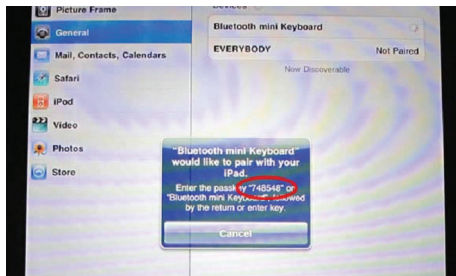 Picture Frame
Devices
General
Bluetooth mini Keyboard
Mail, Contacts, Calendars
EVERYBODY Not Paired
Now Discoverable
Safari
iPod
Video
Photos
Store
"Bluetooth mini Keyboard"
would like to pair with your
iPad.
Enter the passkey "748548" or
"Bluetooth mini Keyboard", followed
by the return or enter key.
Cancel